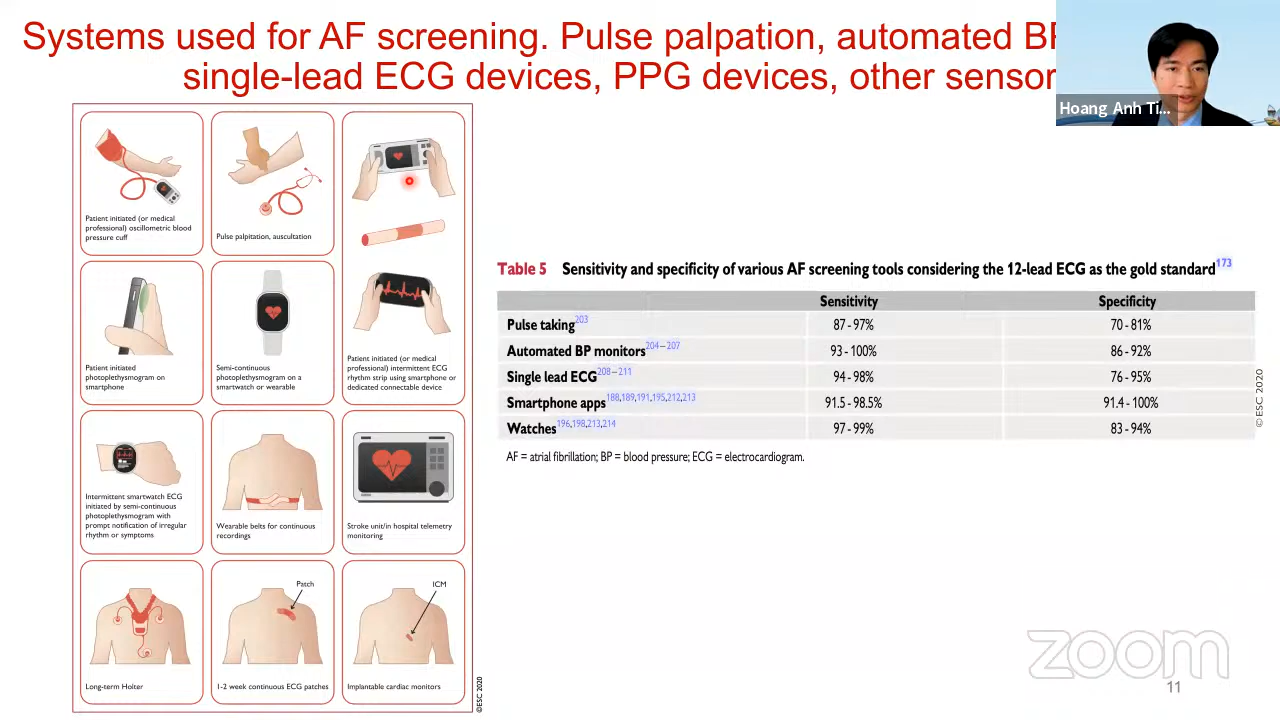 Systems used for AF screening. Pulse palpation, automated BP
single-lead ECG devices, PPG devices, other sensor
Hoang Anh Ti...
Patient initiated (or medical
professional) oscillometric blood
pressure cuff
Pulse palpitation, auscultation
Patient initiated
photoplethysmogram on
smartphone
Semi-continuous
photoplethysmogram on a
smartwatch or wearable
Patient initiated (or medical
professional) intermittent ECG
rhythm strip using smartphone or
dedicated connectable device
Intermittent smartwatch ECG
initiated by semi-continuous
photoplethysmogram with
prompt notification of irregular
rhythm or symptoms
Wearable belts for continuous
recordings
Stroke unit/in hospital telemetry
monitoring
Long-term Holter
Patch
1-2 week continuous ECG patches
ICM
Implantable cardiac monitors
©ESC 2020
Table 5 Sensitivity and specificity of various AF screening tools considering the 12-lead ECG as the gold standard173
Sensitivity Specificity
Pulse taking203 87 - 97% 70 - 81%
Automated BP monitors204–207 93 - 100% 86 - 92%
Single lead ECG208–211 94 - 98% 76 - 95%
Smartphone apps188,189,191,195,212,213 91.5 - 98.5% 91.4 - 100%
Watches196,198,213,214 97 - 99% 83 - 94%
©ESC 2020
AF = atrial fibrillation; BP = blood pressure; ECG = electrocardiogram.
zoom
11